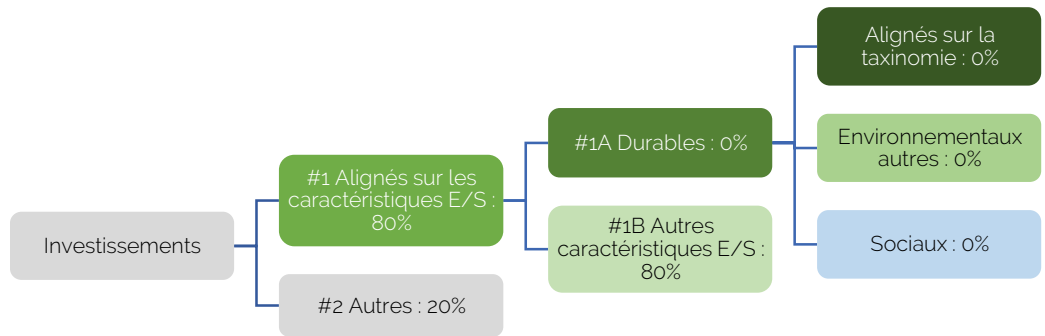 Investissements
#1 Alignés sur les
caractéristiques E/S :
80%
#2 Autres : 20%
#1A Durables : 0%
#1B Autres
caractéristiques E/S :
80%
Alignés sur la
taxinomie : 0%
Environnementaux
autres : 0%
Sociaux : 0%